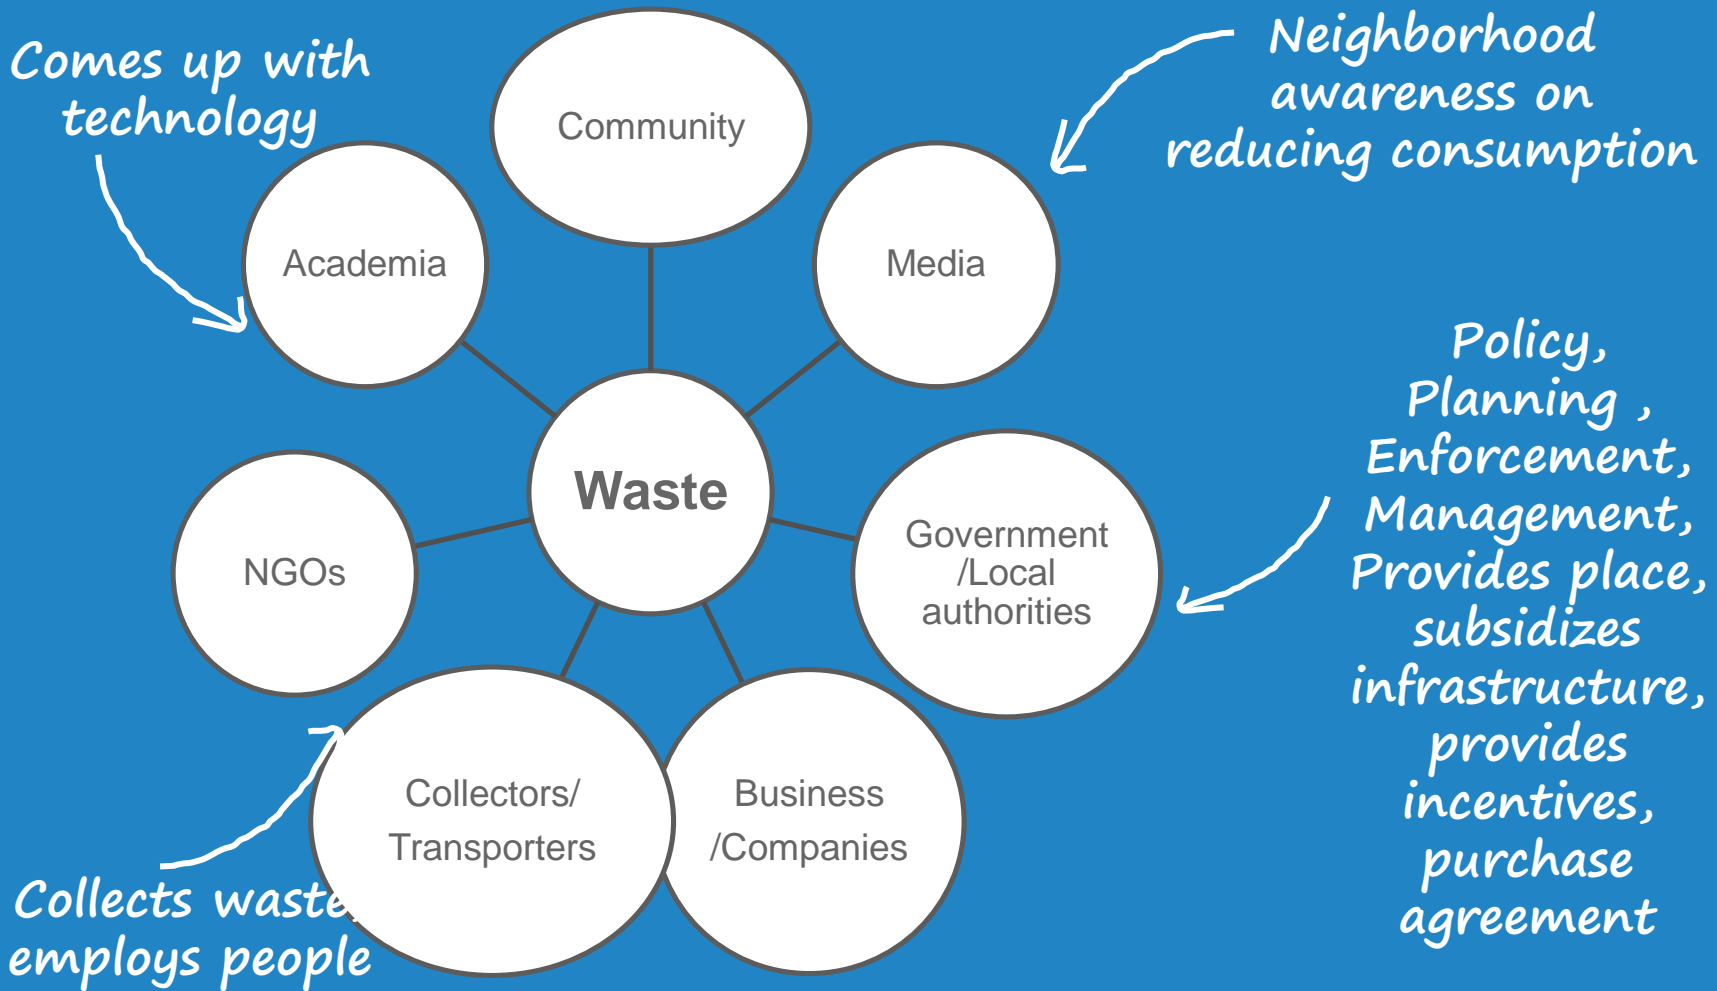 Comes up with
technology
Community
Neighborhood
awareness on
reducing consumption
Academia
Media
Waste
NGOs
Government
/Local
authorities
Policy,
Planning ,
Enforcement,
Management,
Provides place,
subsidizes
infrastructure,
provides
incentives,
purchase
agreement
Collectors/
Transporters
Business
/Companies
Collects waste,
employs people